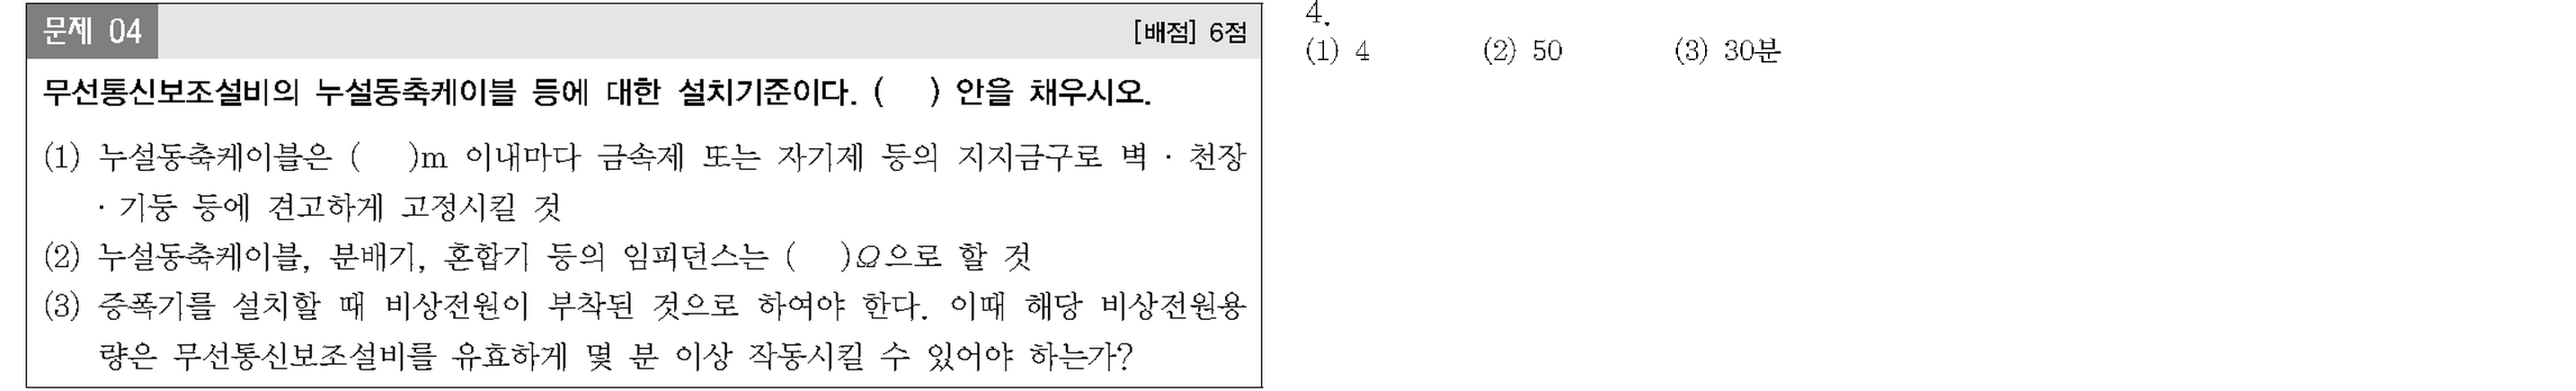 문제 04
[배점] 6점
무선통신보조설비의 누설동축케이블 등에 대한 설치기준이다. (    ) 안을 채우시오.
(1) 누설동축케이블은 (    )m 이내마다 금속제 또는 자기제 등의 지지금구로 벽 · 천장
· 기둥 등에 견고하게 고정시킬 것
(2) 누설동축케이블, 분배기, 혼합기 등의 임피던스는 (    )Ω으로 할 것
(3) 증폭기를 설치할 때 비상전원이 부착된 것으로 하여야 한다. 이때 해당 비상전원용
량은 무선통신보조설비를 유효하게 몇 분 이상 작동시킬 수 있어야 하는가?
4.
(1) 4 (2) 50 (3) 30분